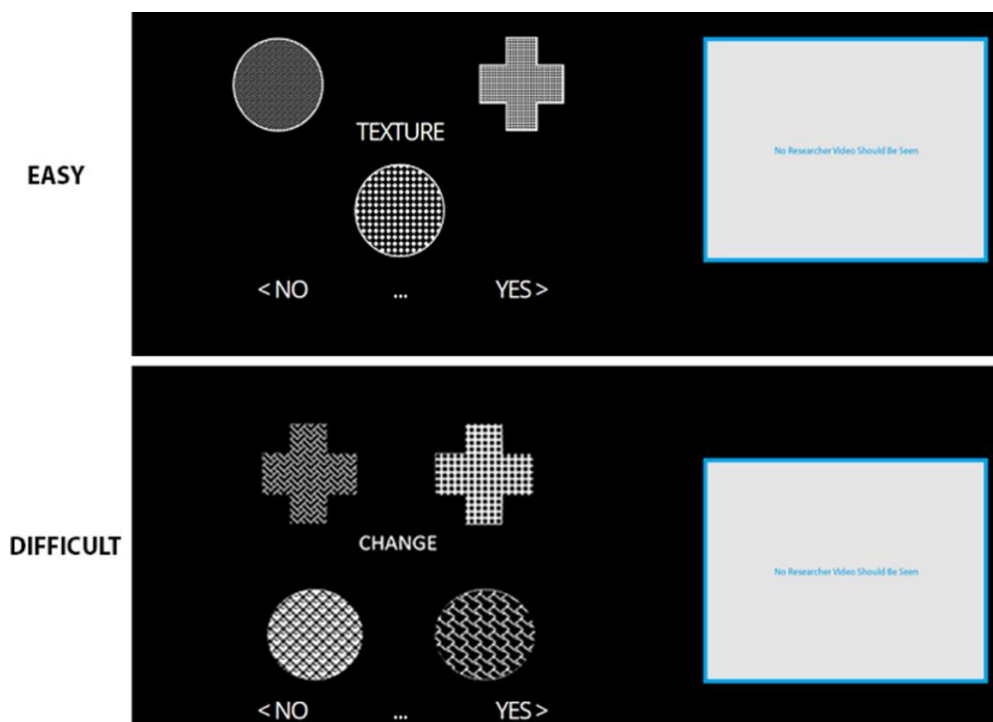 EASY
TEXTURE
< NO ... YES >
No Researcher Video Should Be Seen
DIFFICULT
CHANGE
< NO ... YES >
No Researcher Video Should Be Seen